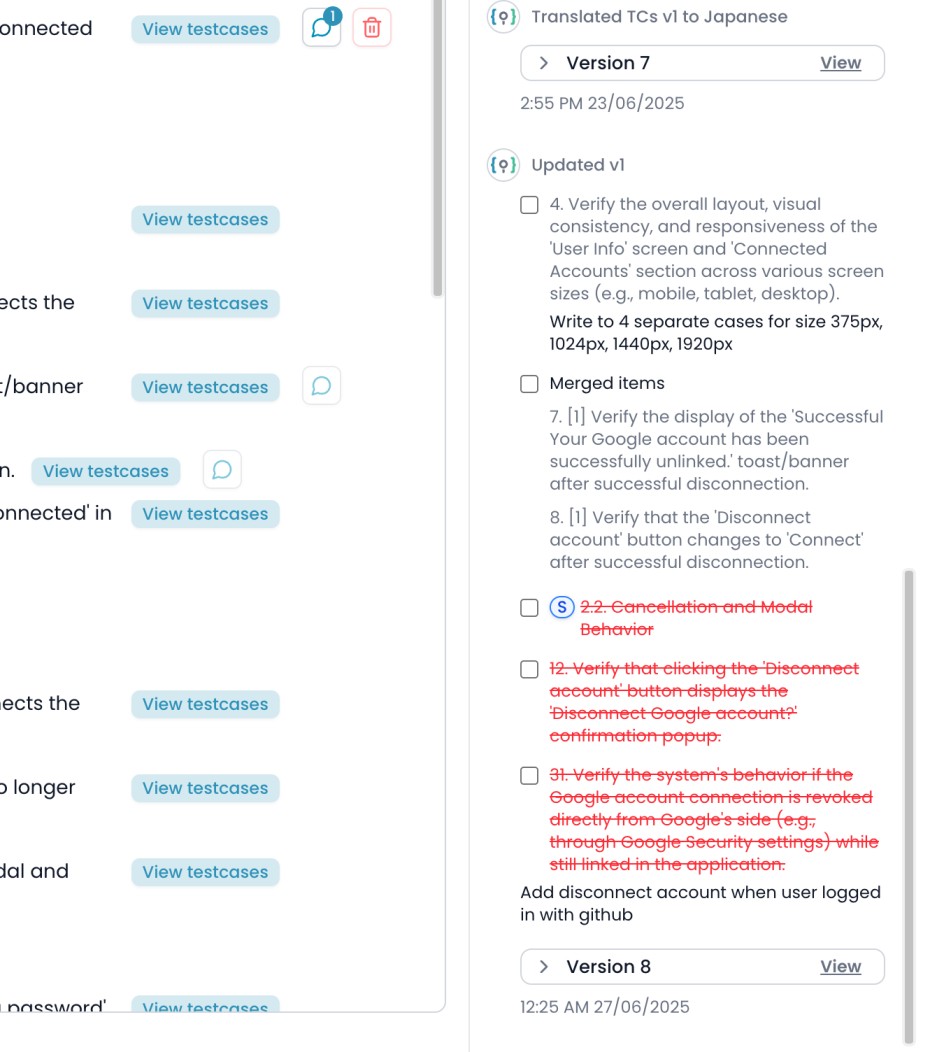 onnected View testcases 1
View testcases
ects the View testcases
t/banner View testcases
n. View testcases
onnected' in View testcases
nects the View testcases
o longer View testcases
dal and View testcases
password' View testcases
{?} Translated TCs v1 to Japanese
Version 7 View
2:55 PM 23/06/2025
{?} Updated v1
4. Verify the overall layout, visual
consistency, and responsiveness of the
'User Info' screen and 'Connected
Accounts' section across various screen
sizes (e.g., mobile, tablet, desktop).
Write to 4 separate cases for size 375px,
1024px, 1440px, 1920px
Merged items
7. [1] Verify the display of the 'Successful
Your Google account has been
successfully unlinked.' toast/banner
after successful disconnection.
8. [1] Verify that the 'Disconnect
account' button changes to 'Connect'
after successful disconnection.
S 2.2. Cancellation and Modal
Behavior
12. Verify that clicking the 'Disconnect
account' button displays the
'Disconnect Google account?'
confirmation popup.
31. Verify the system's behavior if the
Google account connection is revoked
directly from Google's side (e.g.,
through Google Security settings) while
still linked in the application.
Add disconnect account when user logged
in with github
Version 8 View
12:25 AM 27/06/2025